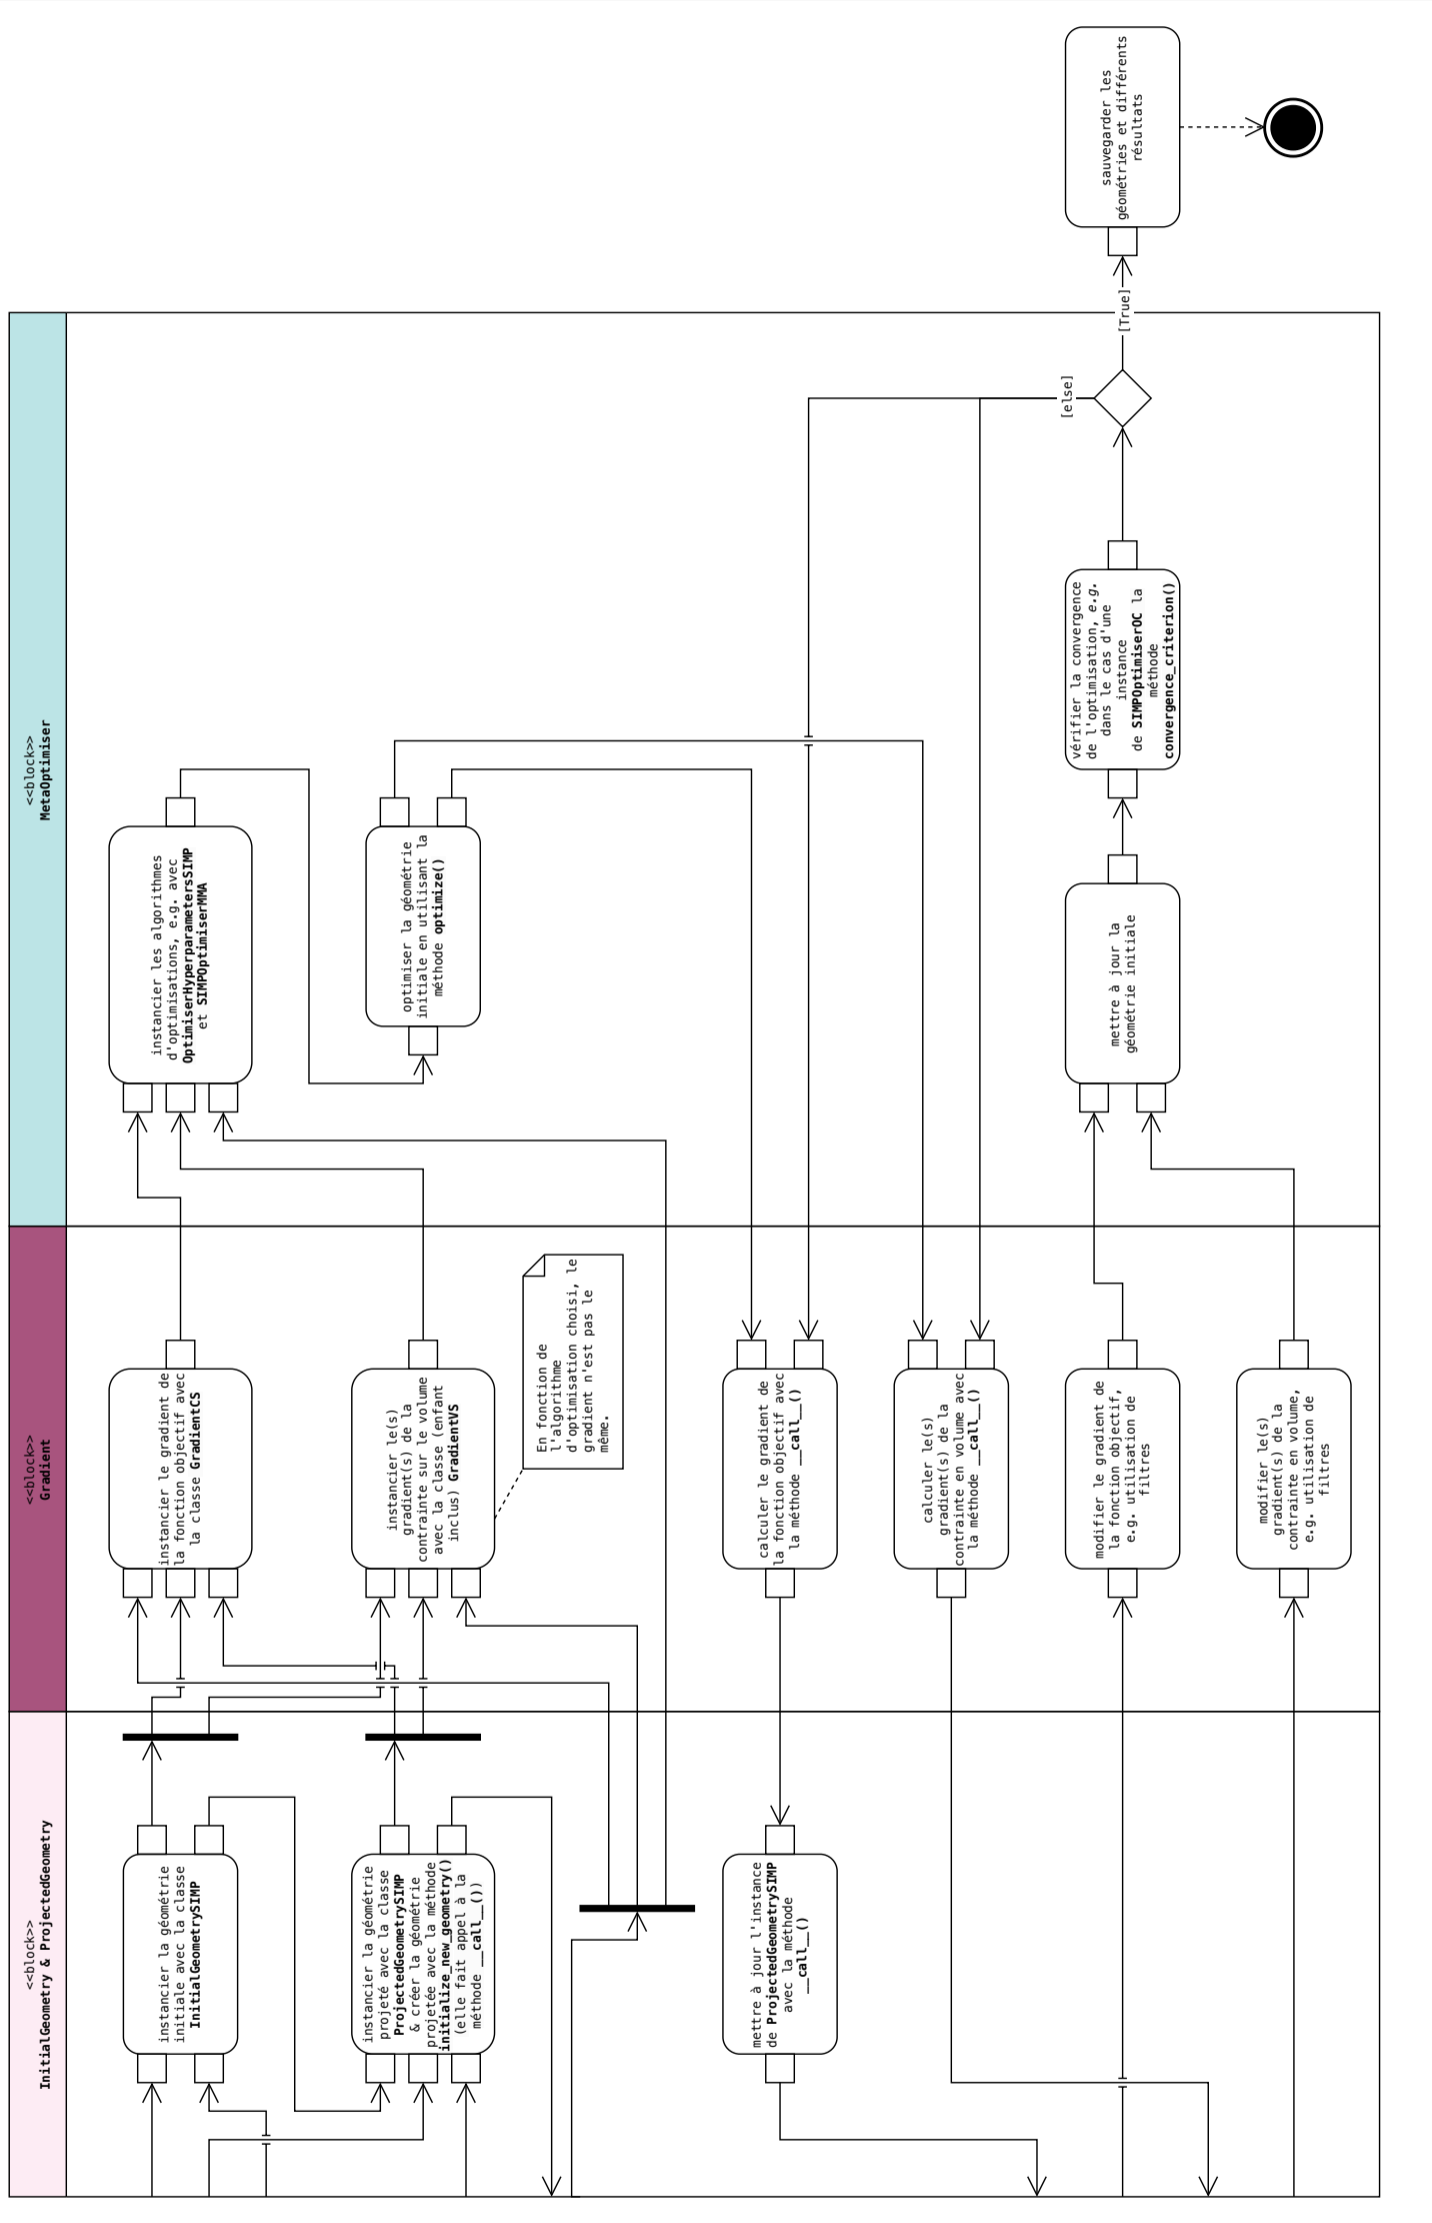 <<block>>
InitialGeometry & ProjectedGeometry
<<block>>
Gradient
<<block>>
MetaOptimiser
instancier la géométrie
initiale avec la classe
InitialGeometrySIMP
instancier le gradient de
la fonction objectif avec
la classe GradientCS
instancier les algorithmes
d'optimisations, e.g. avec
OptimiserHyperparametersSIMP
et SIMPOptimiserMMA
instancier la géométrie
projeté avec la classe
ProjectedGeometrySIMP
& créer la géométrie
projetée avec la méthode
initialize_new_geometry()
(elle fait appel à la
méthode __call__())
instancier le(s)
gradient(s) de la
contrainte sur le volume
avec la classe (enfant
inclus) GradientVS
optimiser la géométrie
initiale en utilisant la
méthode optimize()
En fonction de
l'algorithme
d'optimisation choisi, le
gradient n'est pas le
même.
mettre à jour l'instance
de ProjectedGeometrySIMP
avec la méthode
__call__()
calculer le gradient de
la fonction objectif avec
la méthode __call__()
calculer le(s)
gradient(s) de la
contrainte en volume avec
la méthode __call__()
modifier le gradient de
la fonction objectif,
e.g. utilisation de
filtres
mettre à jour la
géométrie initiale
vérifier la convergence
de l'optimisation, e.g.
dans le cas d'une
instance
de SIMPOptimiserOC la
méthode
convergence_criterion()
[else]
[True]
sauvegarder les
géométries et différents
résultats
modifier le(s)
gradient(s) de la
contrainte en volume,
e.g. utilisation de
filtres